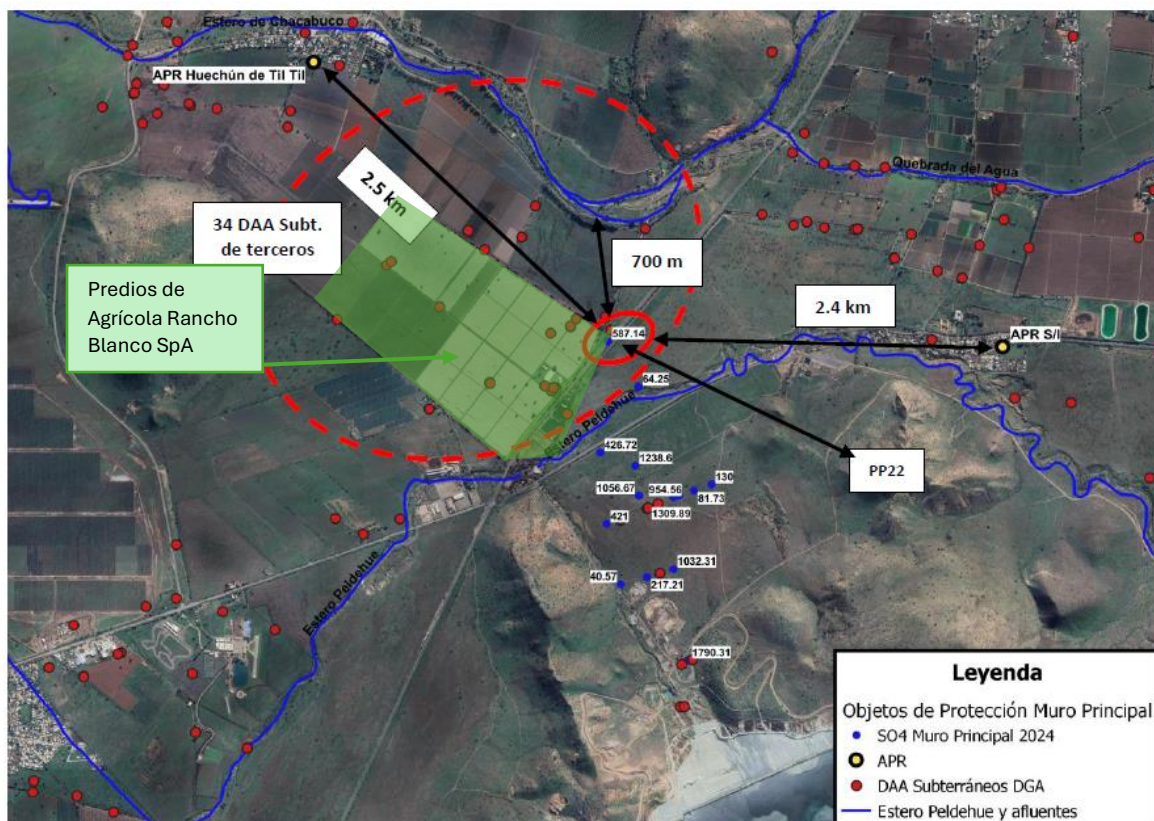 Estero de Chacabuco
APR Huechún de Til Til
2.5 km
34 DAA Subt.
de terceros
Quebrada del Agua
700 m
Predios de
Agrícola Rancho
Blanco SpA
2.4 km
587.14
APR S/I
64.25
Estero Peldehue
PP22
426.72
1238.6
130
1056.67
954.56
81.73
1309.89
421
1032.31
40.57
217.21
Estero Peldehue
1790.31
Leyenda
Objetos de Protección Muro Principal
SO4 Muro Principal 2024
APR
DAA Subterráneos DGA
Estero Peldehue y afluentes